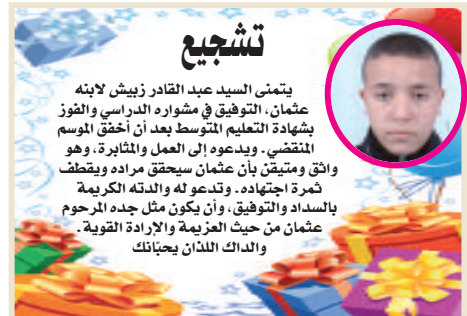 تشجيع
يتمنى السيد عبد القادر زبيش لابنه
عثمان، التوفيق في مشواره الدراسي والفوز
بشهادة التعليم المتوسط بعد أن أخفق الموسم
المنقضي. ويدعوه إلى العمل والمثابرة، وهو
واثق ومتيقن بأن عثمان سيحقق مراده ويقطف
ثمرة اجتهاده. وتدعو له والدته الكريمة
بالسداد والتوفيق، وأن يكون مثل جده المرحوم
عثمان من حيث العزيمة والإرادة القوية.
والداك اللذان يحبّانك